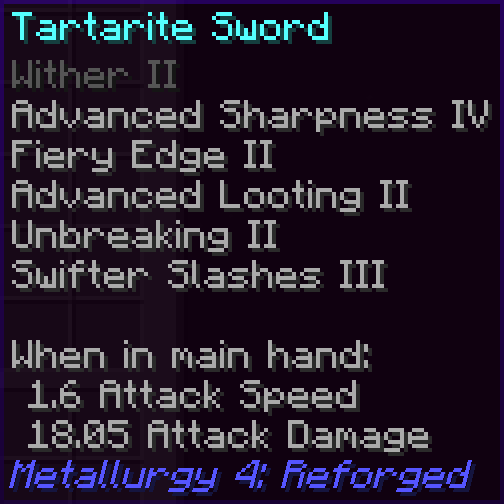 Tartarite Sword
Wither II
Advanced Sharpness IV
Fiery Edge II
Advanced Looting II
Unbreaking II
Swifter Slashes III
When in main hand:
1.6 Attack Speed
18.05 Attack Damage
Metallurgy 4: Reforged